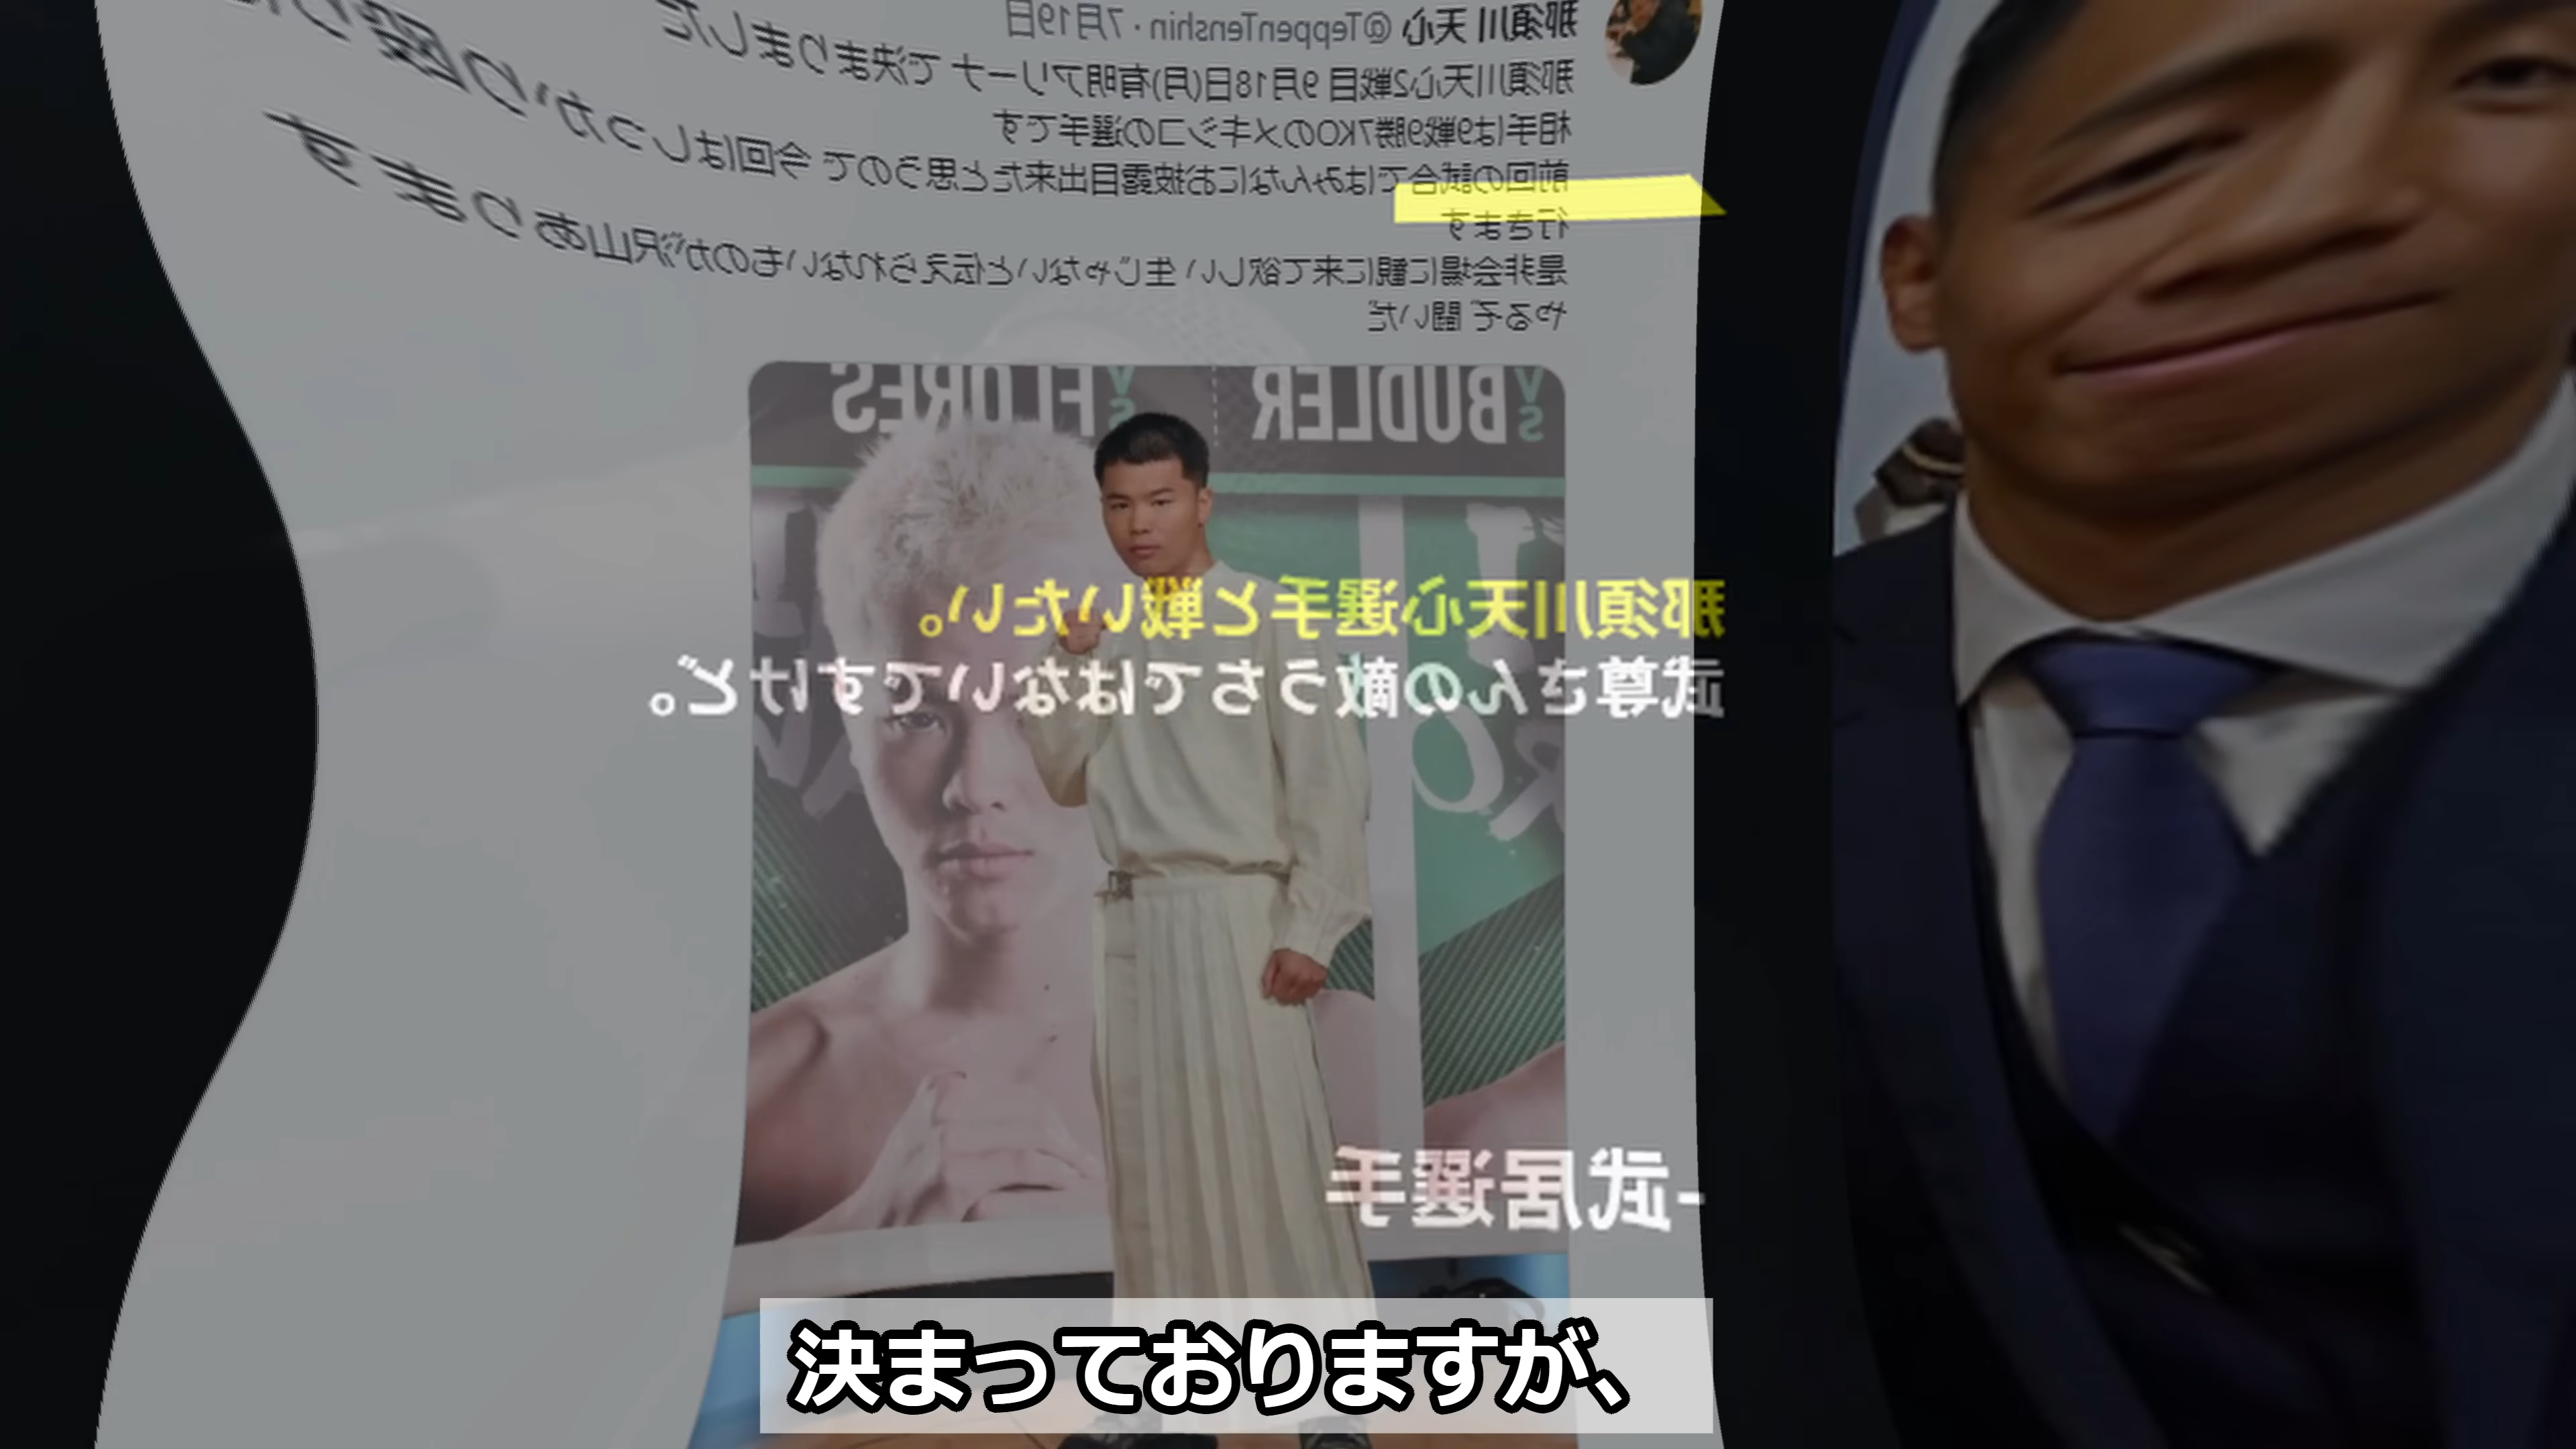 那須川 天心 @TeppenTenshin・7月19日
那須川天心2戦目 9月18日(月)有明アリーナ で決まりました
相手は9戦9勝7KOのメキシコの選手です
前回の試合ではみんなにお披露目出来たと思うので 今回はしっかり殴り
行きます
是非会場に観に来て欲しい 生じゃないと伝えられないものが沢山あります
やるぞ 闘いだ
VS BUDLER
VS FLORES
那須川天心選手と戦いたい。
武尊さんの敵うちではないですけど。
-武居選手
決まっておりますが、